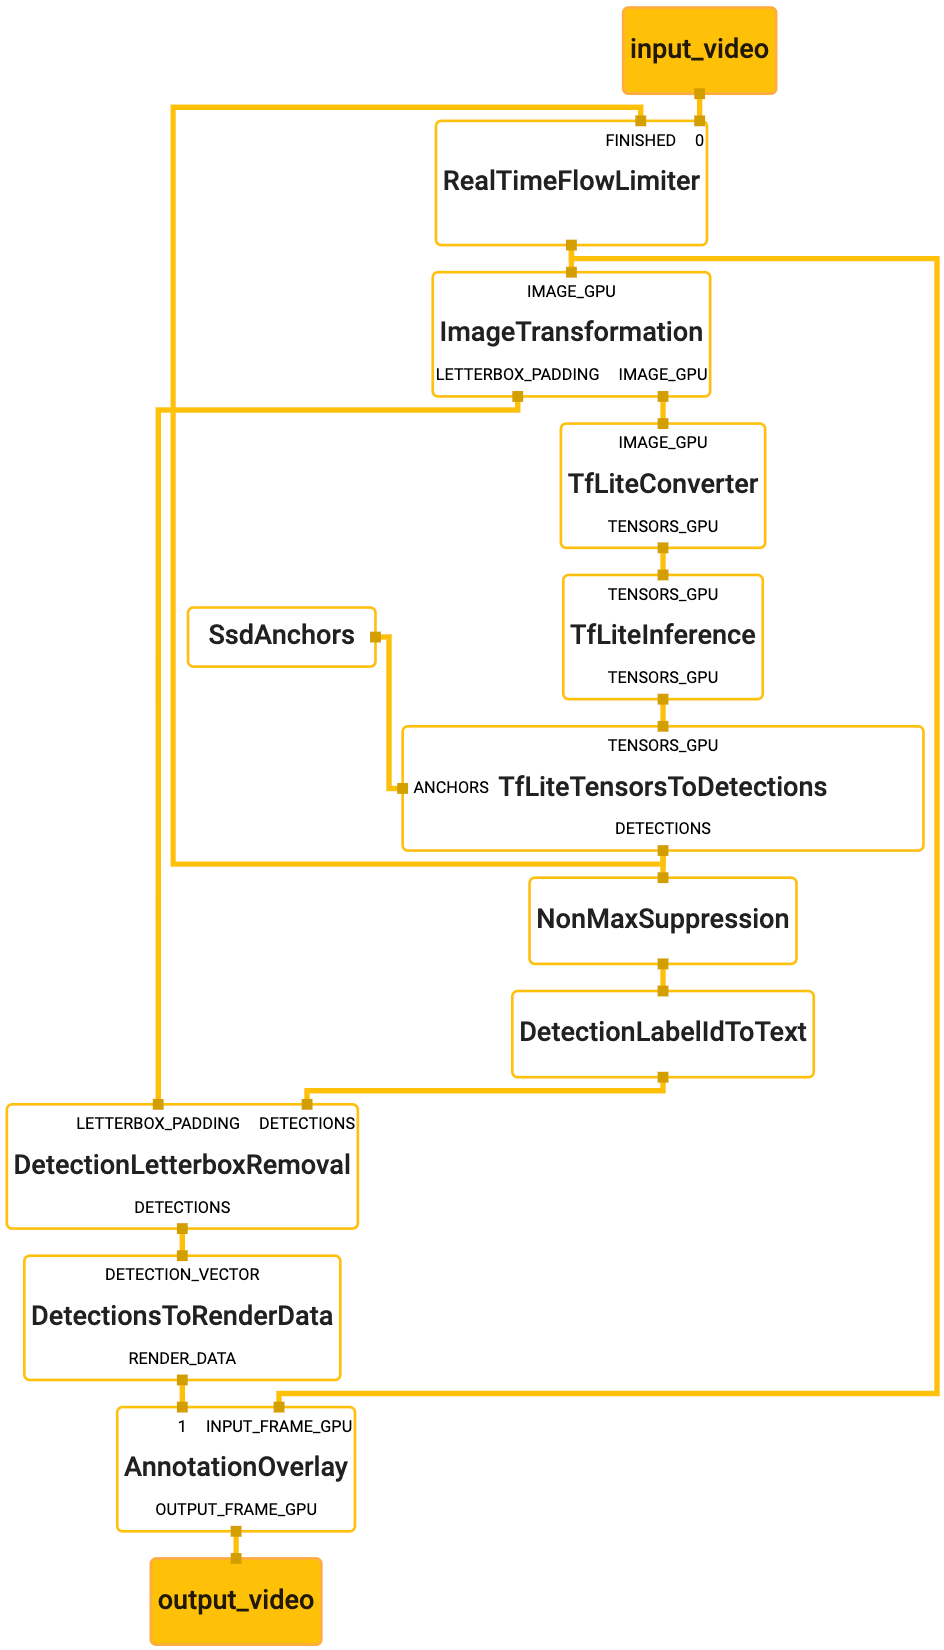 input_video
FINISHED 0
RealTimeFlowLimiter
IMAGE_GPU
ImageTransformation
LETTERBOX_PADDING IMAGE_GPU
IMAGE_GPU
TfLiteConverter
TENSORS_GPU
TENSORS_GPU
SsdAnchors
TfLiteInference
TENSORS_GPU
TENSORS_GPU
ANCHORS TfLiteTensorsToDetections
DETECTIONS
NonMaxSuppression
DetectionLabelIdToText
LETTERBOX_PADDING DETECTIONS
DetectionLetterboxRemoval
DETECTIONS
DETECTION_VECTOR
DetectionsToRenderData
RENDER_DATA
1 INPUT_FRAME_GPU
AnnotationOverlay
OUTPUT_FRAME_GPU
output_video